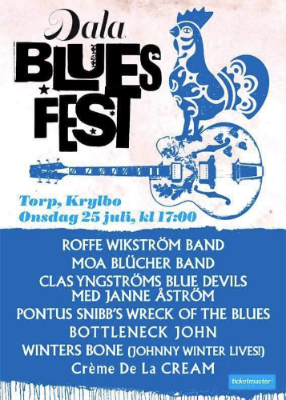 Dala
BLUES
FEST
Torp, Krylbo
Onsdag 25 juli, kl 17:00
ROFFE WIKSTRÖM BAND
MOA BLÜCHER BAND
CLAS YNGSTRÖMS BLUE DEVILS
MED JANNE ÅSTRÖM
PONTUS SNIBB'S WRECK OF THE BLUES
BOTTLENECK JOHN
WINTERS BONE (JOHNNY WINTER LIVES!)
Crème De La CREAM
ticketmaster